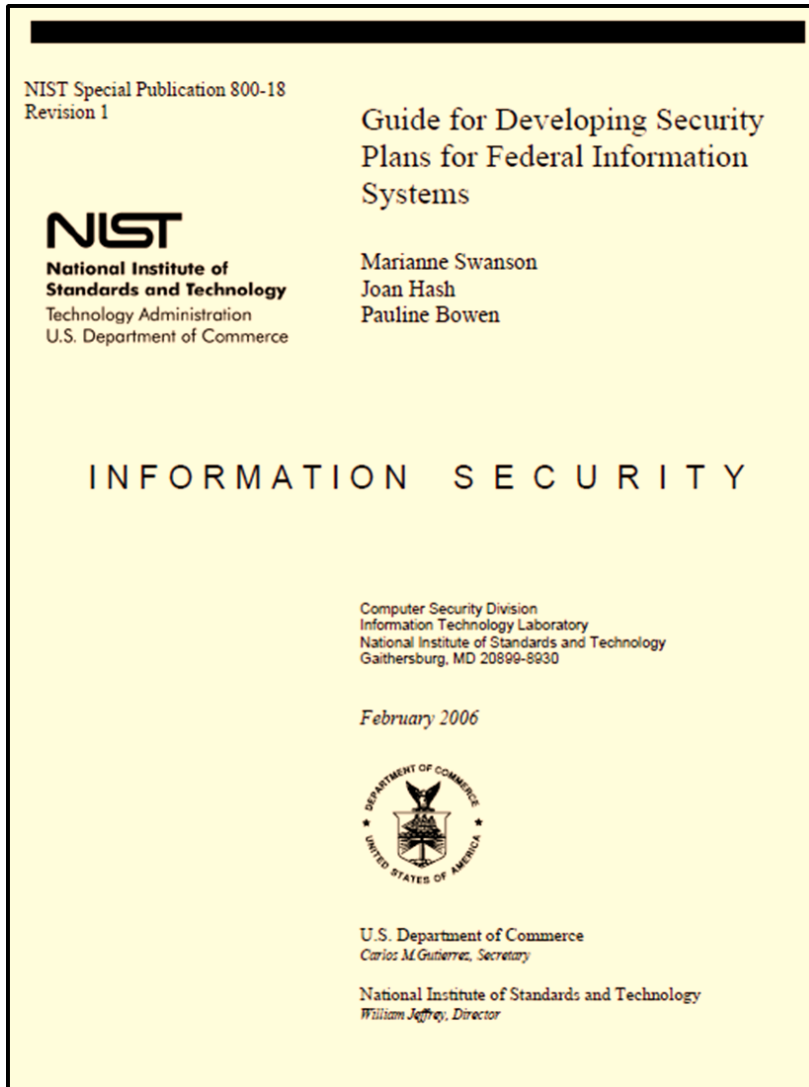 NIST Special Publication 800-18
Revision 1
Guide for Developing Security
Plans for Federal Information
Systems
NIST
National Institute of
Standards and Technology
Technology Administration
U.S. Department of Commerce
Marianne Swanson
Joan Hash
Pauline Bowen
INFORMATION SECURITY
Computer Security Division
Information Technology Laboratory
National Institute of Standards and Technology
Gaithersburg, MD 20899-8930
February 2006
DEPARTMENT OF COMMERCE
UNITED STATES OF AMERICA
U.S. Department of Commerce
Carlos M.Gutierrez, Secretary
National Institute of Standards and Technology
William Jeffrey, Director